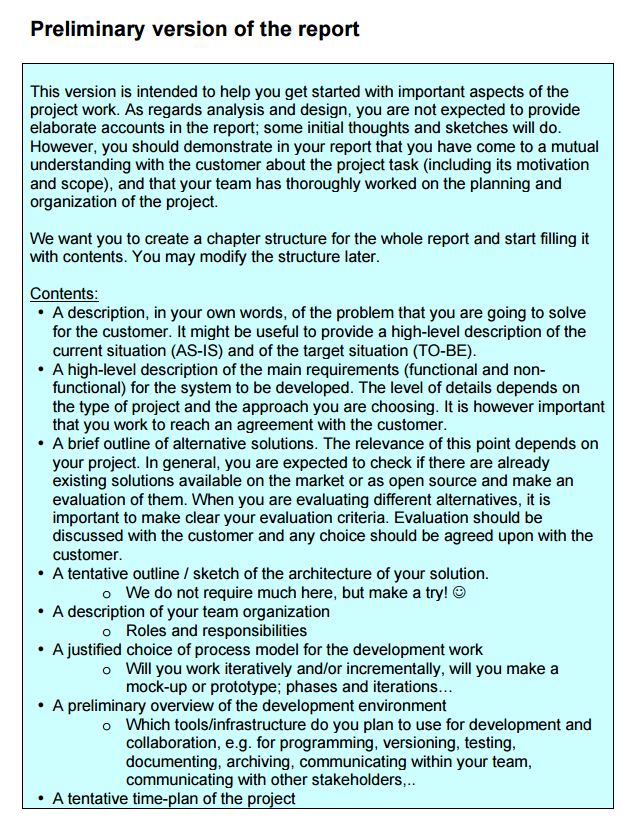 Preliminary version of the report
This version is intended to help you get started with important aspects of the
project work. As regards analysis and design, you are not expected to provide
elaborate accounts in the report; some initial thoughts and sketches will do.
However, you should demonstrate in your report that you have come to a mutual
understanding with the customer about the project task (including its motivation
and scope), and that your team has thoroughly worked on the planning and
organization of the project.
We want you to create a chapter structure for the whole report and start filling it
with contents. You may modify the structure later.
Contents:
• A description, in your own words, of the problem that you are going to solve
for the customer. It might be useful to provide a high-level description of the
current situation (AS-IS) and of the target situation (TO-BE).
• A high-level description of the main requirements (functional and non-
functional) for the system to be developed. The level of details depends on
the type of project and the approach you are choosing. It is however important
that you work to reach an agreement with the customer.
• A brief outline of alternative solutions. The relevance of this point depends on
your project. In general, you are expected to check if there are already
existing solutions available on the market or as open source and make an
evaluation of them. When you are evaluating different alternatives, it is
important to make clear your evaluation criteria. Evaluation should be
discussed with the customer and any choice should be agreed upon with the
customer.
• A tentative outline / sketch of the architecture of your solution.
o We do not require much here, but make a try! ☺
• A description of your team organization
o Roles and responsibilities
• A justified choice of process model for the development work
o Will you work iteratively and/or incrementally, will you make a
mock-up or prototype; phases and iterations…
• A preliminary overview of the development environment
o Which tools/infrastructure do you plan to use for development and
collaboration, e.g. for programming, versioning, testing,
documenting, archiving, communicating within your team,
communicating with other stakeholders,..
• A tentative time-plan of the project